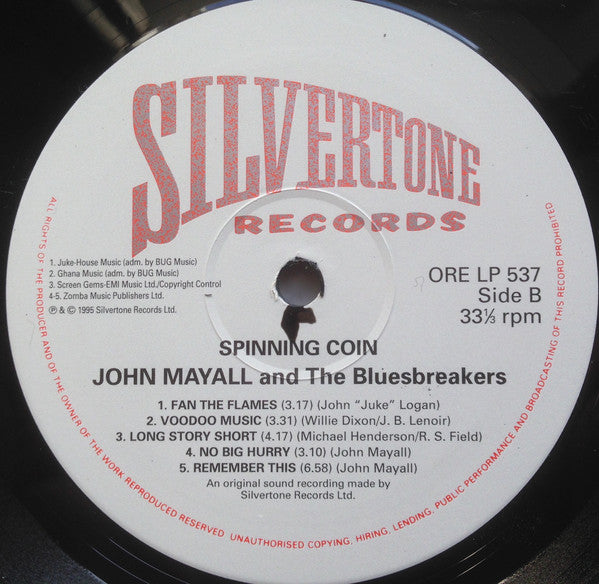 SILVERTONE
RECORDS
1. Juke-House Music (adm. by BUG Music)
2. Ghana Music (adm. by BUG Music)
3. Screen Gems-EMI Music Ltd./Copyright Control
4-5. Zomba Music Publishers Ltd.
℗ & © 1995 Silvertone Records Ltd.
ORE LP 537
Side B
33⅓ rpm
SPINNING COIN
JOHN MAYALL and The Bluesbreakers
1. FAN THE FLAMES (3.17) (John "Juke" Logan)
2. VOODOO MUSIC (3.31) (Willie Dixon/J. B. Lenoir)
3. LONG STORY SHORT (4.17) (Michael Henderson/R. S. Field)
4. NO BIG HURRY (3.10) (John Mayall)
5. REMEMBER THIS (6.58) (John Mayall)
An original sound recording made by
Silvertone Records Ltd.
ALL RIGHTS OF THE PRODUCER AND OF THE OWNER OF THE WORK REPRODUCED RESERVED UNAUTHORISED COPYING, HIRING, LENDING, PUBLIC PERFORMANCE AND BROADCASTING OF THIS RECORD PROHIBITED